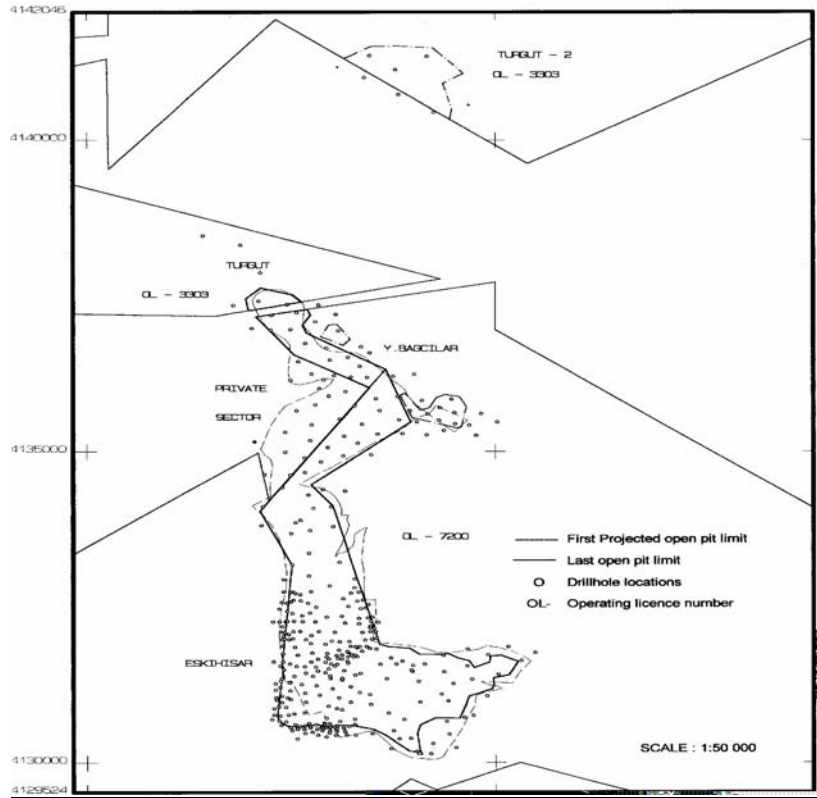 4142046
TURGUT - 2
OL - 3303
4140000
TURGUT
OL - 3303
Y.BAGCILAR
PRIVATE
SECTOR
4135000
OL - 7200
First Projected open pit limit
Last open pit limit
Drillhole locations
OL- Operating licence number
ESKIHISAR
SCALE : 1:50 000
4130000
4129524